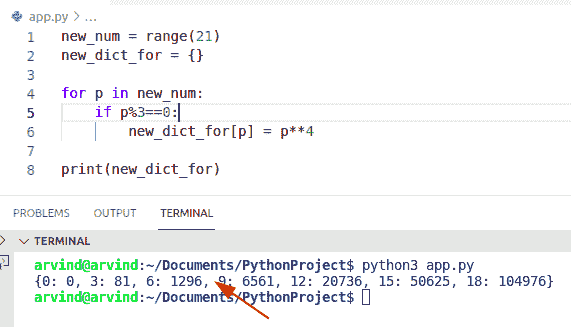 app.py > ...
1 new_num = range(21)
2 new_dict_for = {}
3
4 for p in new_num:
5     if p%3==0:
6         new_dict_for[p] = p**4
7
8 print(new_dict_for)
PROBLEMS OUTPUT TERMINAL
TERMINAL
arvind@arvind:~/Documents/PythonProject$ python3 app.py
{0: 0, 3: 81, 6: 1296, 9: 6561, 12: 20736, 15: 50625, 18: 104976}
arvind@arvind:~/Documents/PythonProject$